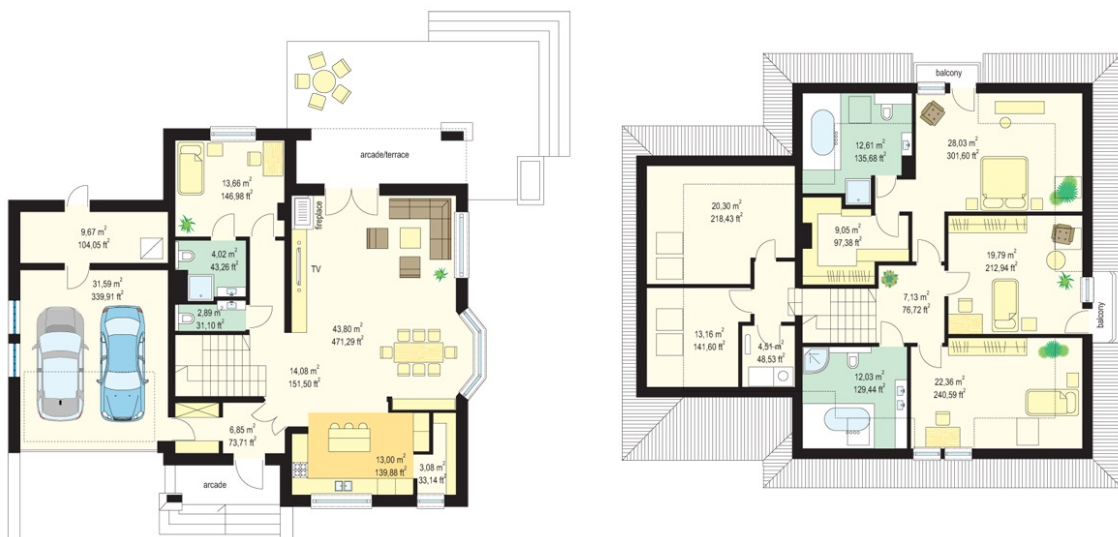 arcade/terrace
13,66 m²
146,98 ft²
fireplace
9,67 m²
104,05 ft²
4,02 m²
43,26 ft²
TV
31,59 m²
339,91 ft²
2,89 m²
31,10 ft²
43,80 m²
471,29 ft²
14,08 m²
151,50 ft²
6,85 m²
73,71 ft²
13,00 m²
139,88 ft²
3,08 m²
33,14 ft²
arcade
balcony
12,61 m²
135,68 ft²
28,03 m²
301,60 ft²
20,30 m²
218,43 ft²
9,05 m²
97,38 ft²
19,79 m²
212,94 ft²
7,13 m²
76,72 ft²
balcony
13,16 m²
141,60 ft²
4,51 m²
48,53 ft²
12,03 m²
129,44 ft²
22,36 m²
240,59 ft²